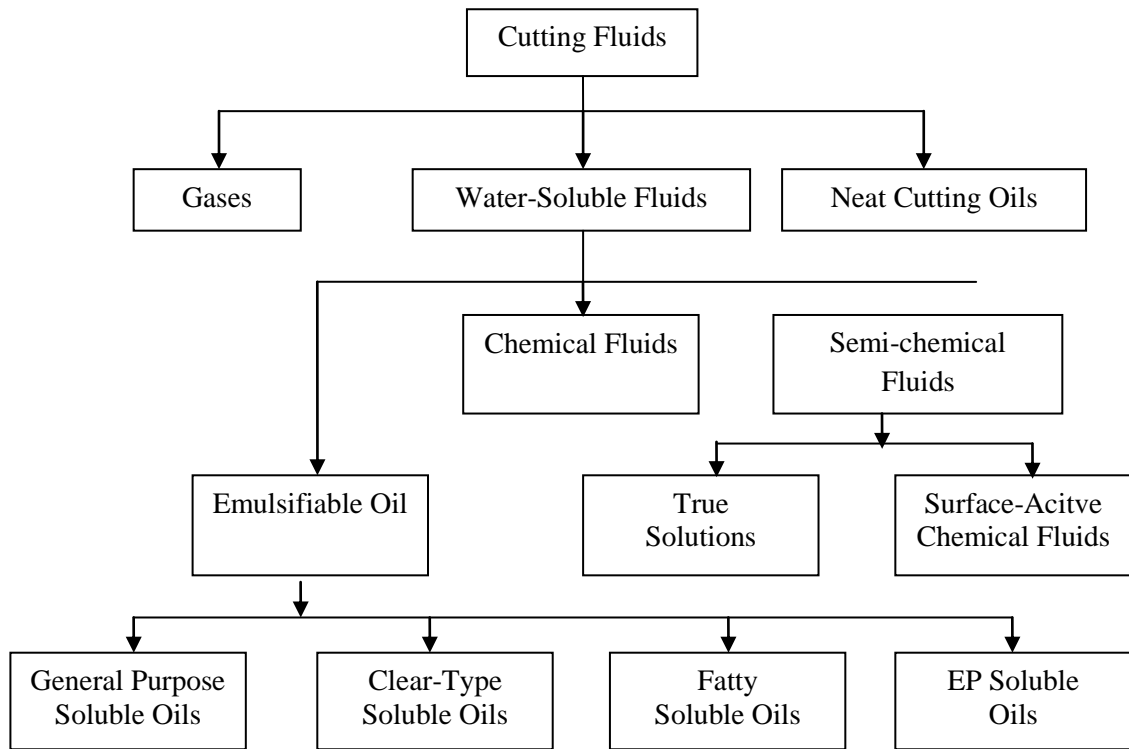 Cutting Fluids
Gases
Water-Soluble Fluids
Neat Cutting Oils
Chemical Fluids
Semi-chemical
Fluids
Emulsifiable Oil
True
Solutions
Surface-Acitve
Chemical Fluids
General Purpose
Soluble Oils
Clear-Type
Soluble Oils
Fatty
Soluble Oils
EP Soluble
Oils